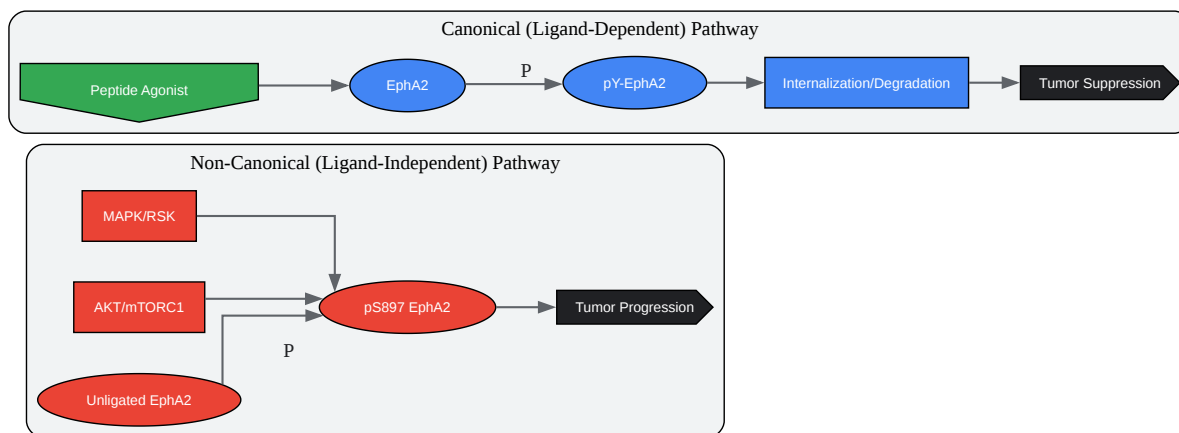 Canonical (Ligand-Dependent) Pathway
Peptide Agonist
EphA2
P
pY-EphA2
Internalization/Degradation
Tumor Suppression
Non-Canonical (Ligand-Independent) Pathway
MAPK/RSK
AKT/mTORC1
pS897 EphA2
Tumor Progression
P
Unligated EphA2